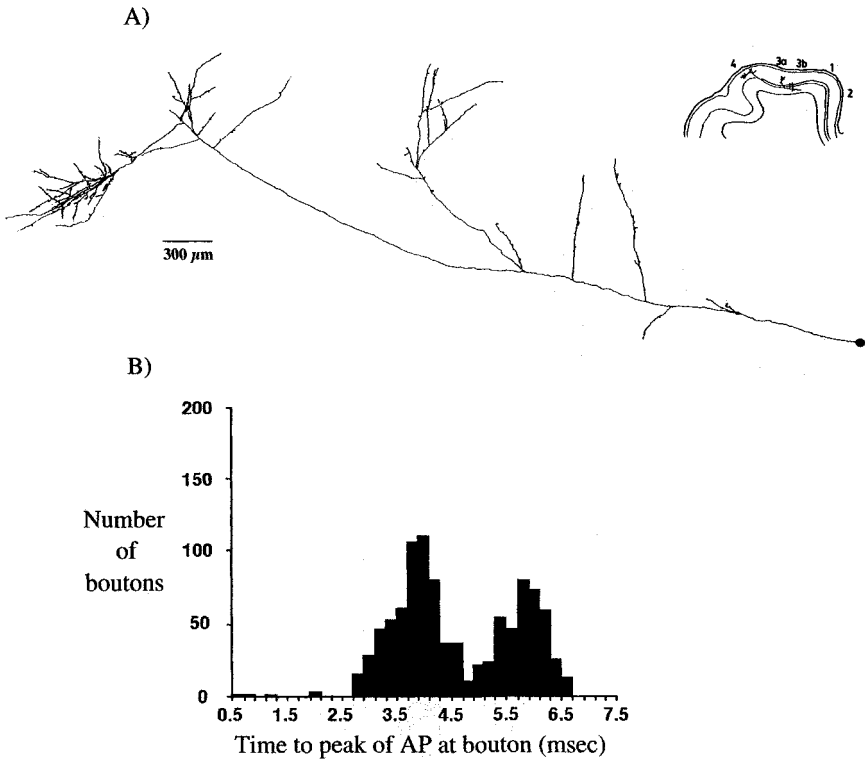 A)
4 3a 3b 1
2
300 µm
B)
200
150
100
50
0
Number
of
boutons
0.5 1.5 2.5 3.5 4.5 5.5 6.5 7.5
Time to peak of AP at bouton (msec)